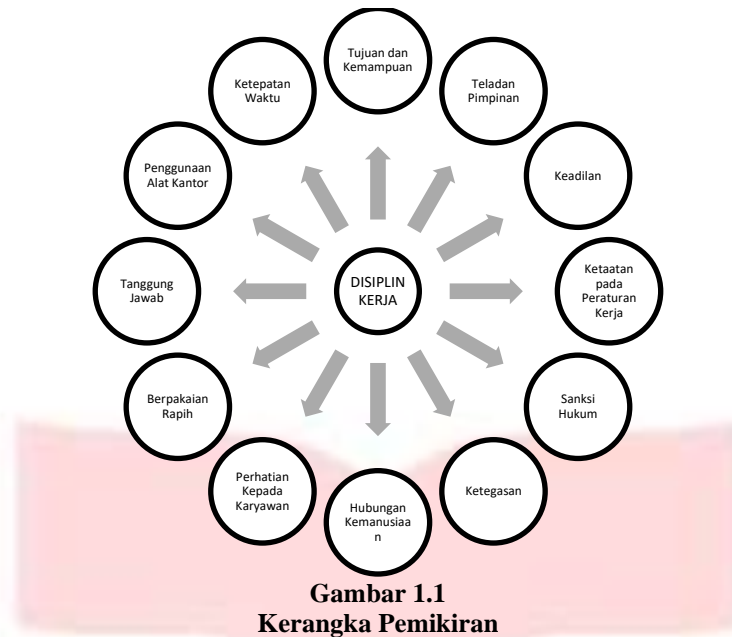 Tujuan dan
Kemampuan
Teladan
Pimpinan
Keadilan
Ketaatan
pada
Peraturan
Kerja
Sanksi
Hukum
Ketegasan
Hubungan
Kemanusiaa
n
Perhatian
Kepada
Karyawan
Berpakaian
Rapih
Tanggung
Jawab
Penggunaan
Alat Kantor
Ketepatan
Waktu
DISIPLIN
KERJA
Gambar 1.1
Kerangka Pemikiran